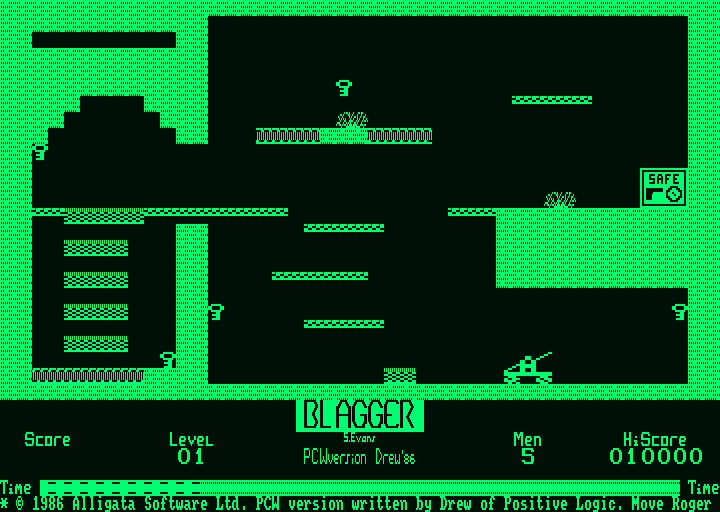 SAFE
BLAGGER
S.Evans
PCWversion Drew'86
Score Level Men HiScore
01 5 010000
Time Time
* © 1986 Alligata Software Ltd. PCW version written by Drew of Positive Logic. Move Roger